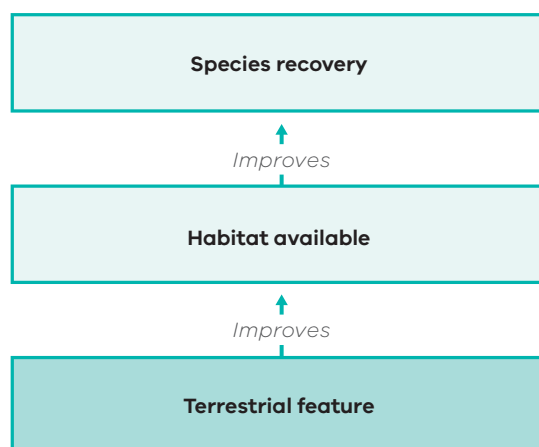 Species recovery
Improves
Habitat available
Improves
Terrestrial feature